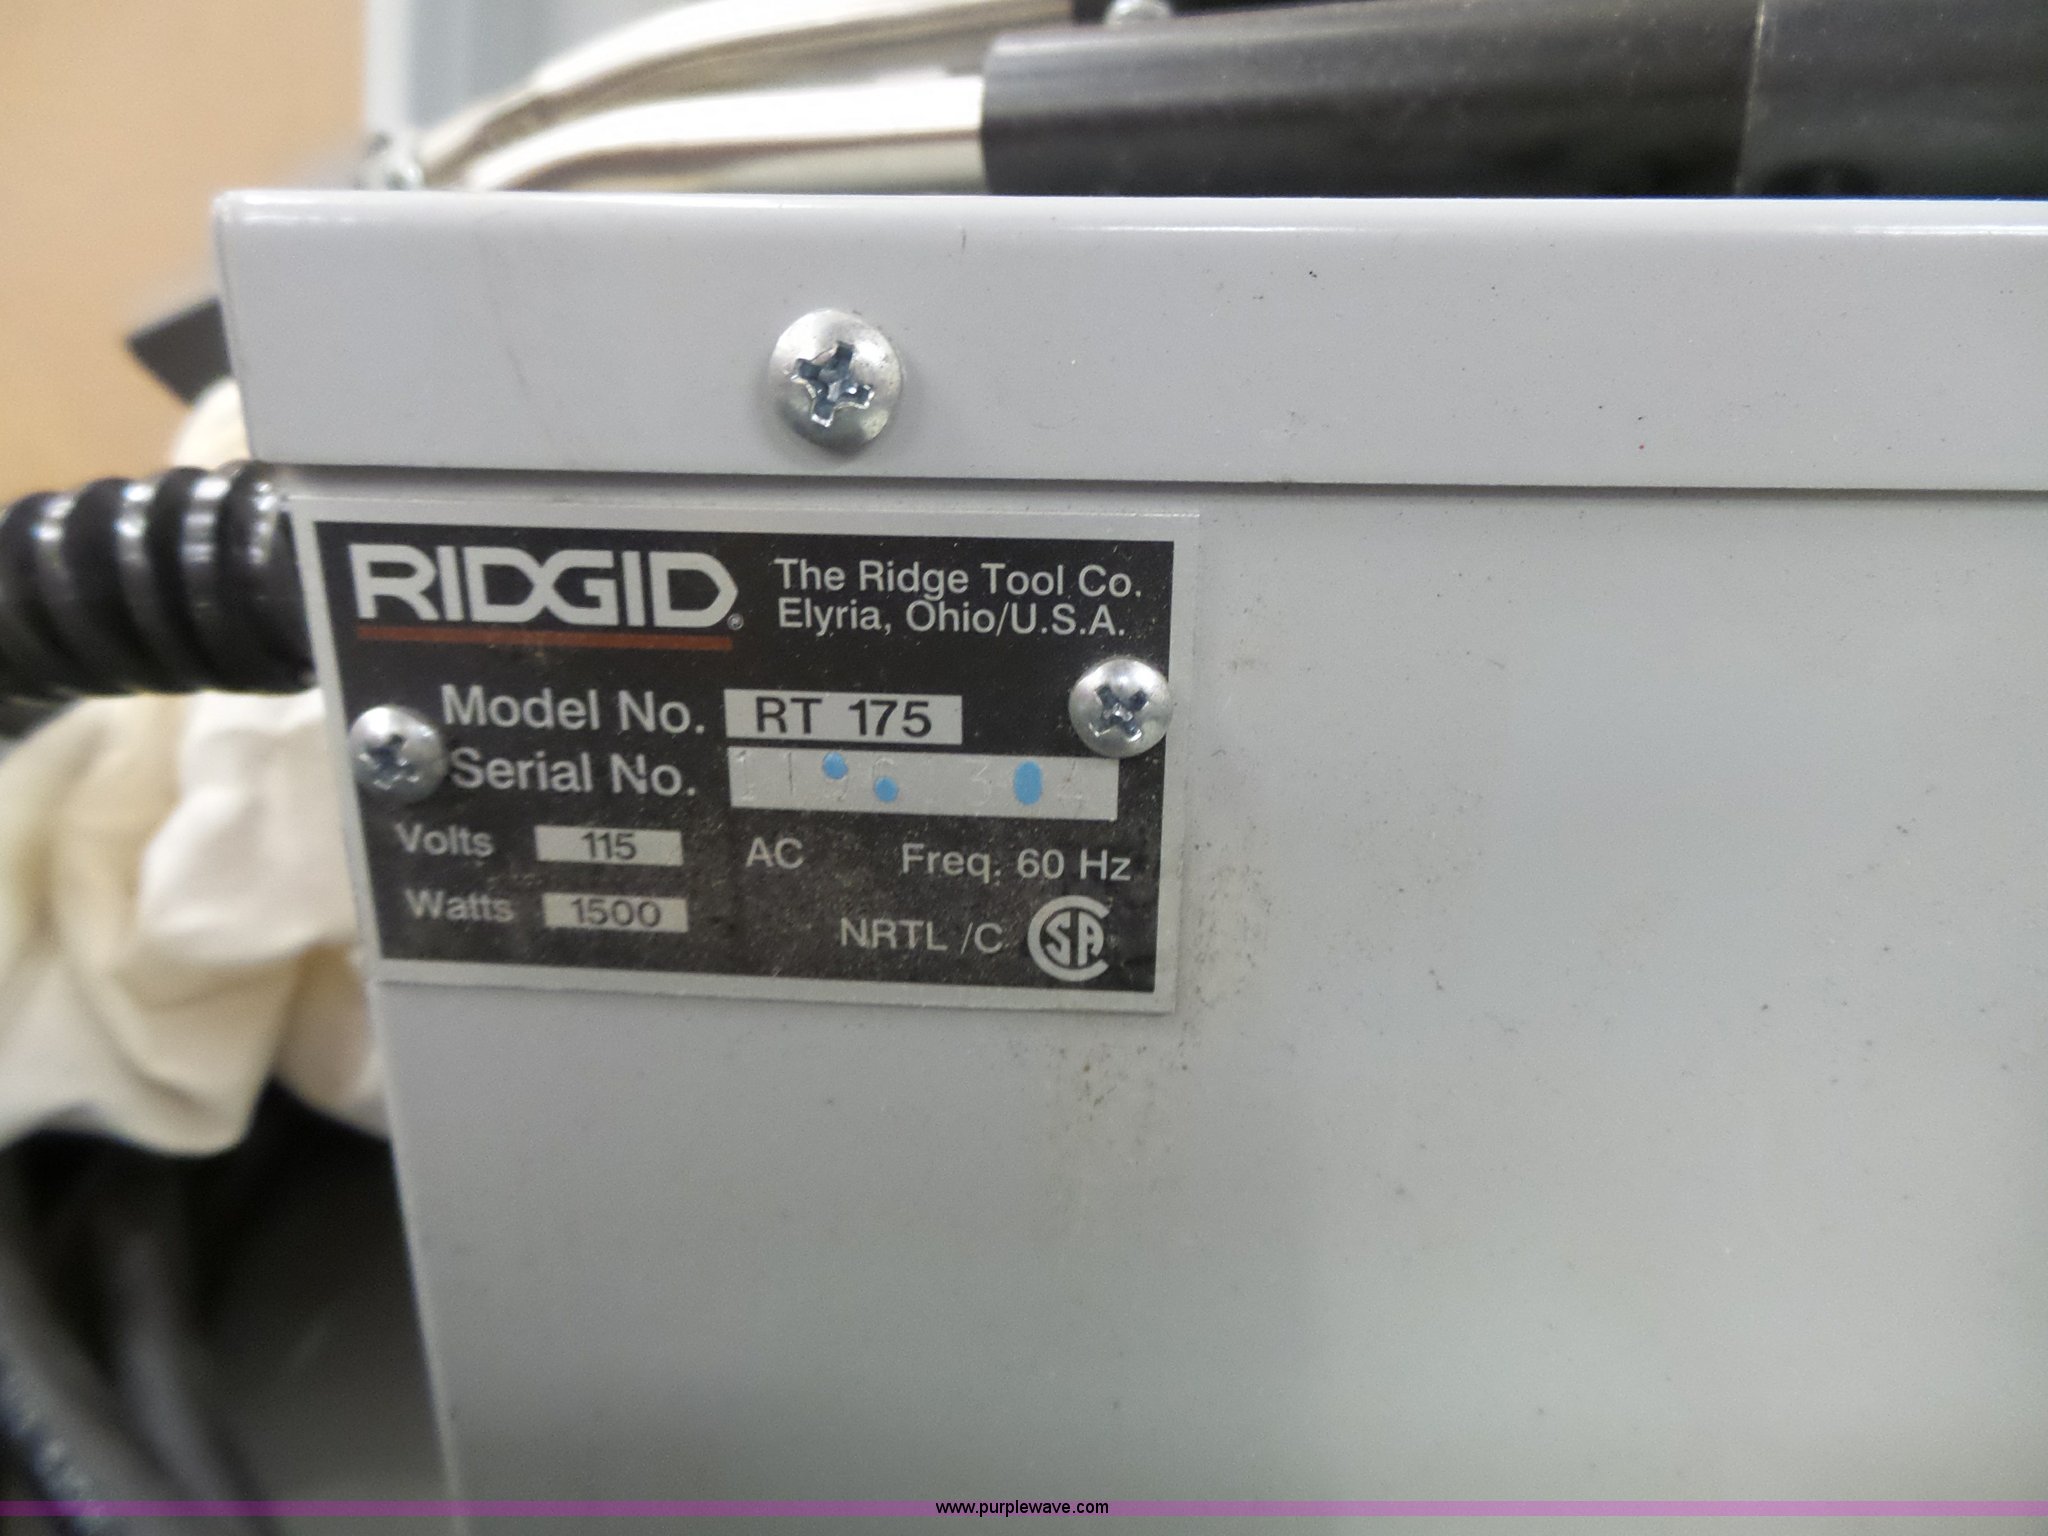 RIDGID®
The Ridge Tool Co.
Elyria, Ohio/U.S.A.
Model No. RT 175
Serial No.
Volts 115 AC Freq. 60 Hz
Watts 1500
NRTL /C CSA
www.purplewave.com